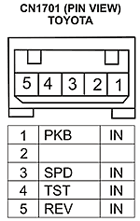 CN1701 (PIN VIEW)
TOYOTA
5 4 3 2 1
1 PKB IN
2
3 SPD IN
4 TST IN
5 REV IN